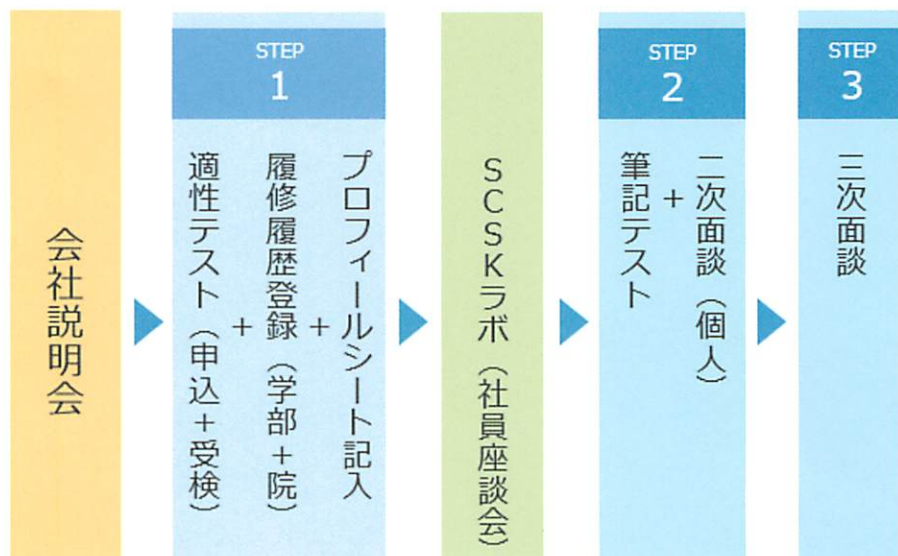 会社説明会
STEP
1
プロフィールシート記入
+
履修履歴登録（学部+院）
+
適性テスト（申込+受検）
SCSKラボ（社員座談会）
STEP
2
二次面談（個人）
+
筆記テスト
STEP
3
三次面談